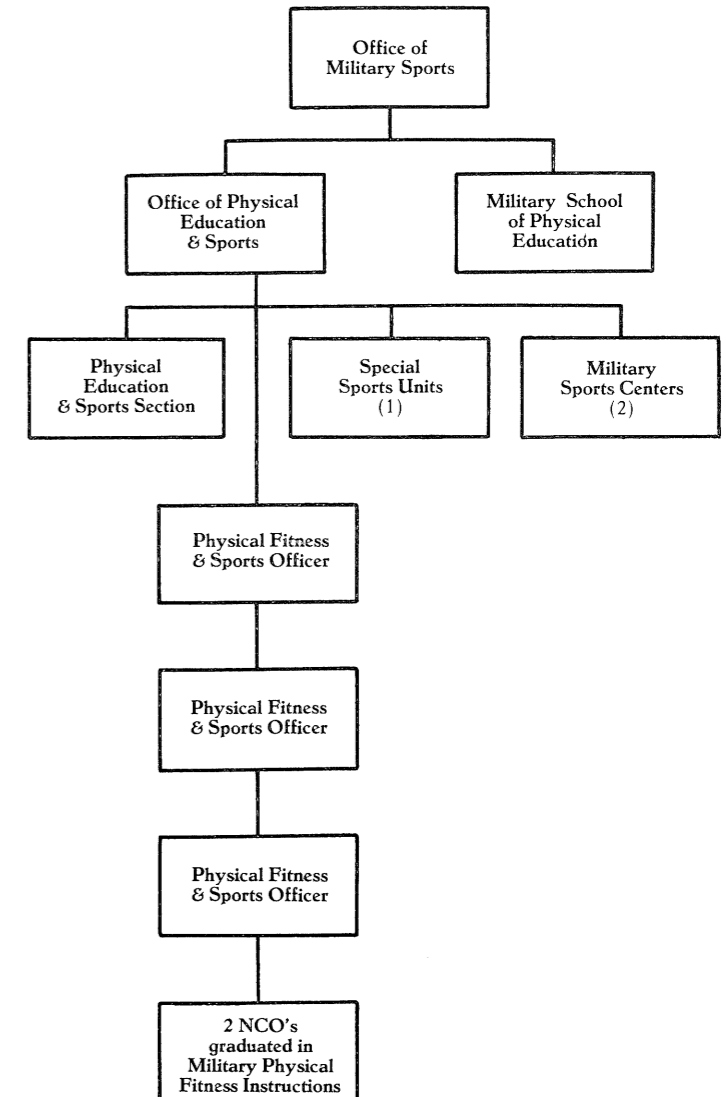 Office of
Military Sports
Office of Physical
Education
& Sports
Military School
of Physical
Education
Physical
Education
& Sports Section
Special
Sports Units
(1)
Military
Sports Centers
(2)
Physical Fitness
& Sports Officer
Physical Fitness
& Sports Officer
Physical Fitness
& Sports Officer
2 NCO's
graduated in
Military Physical
Fitness Instructions